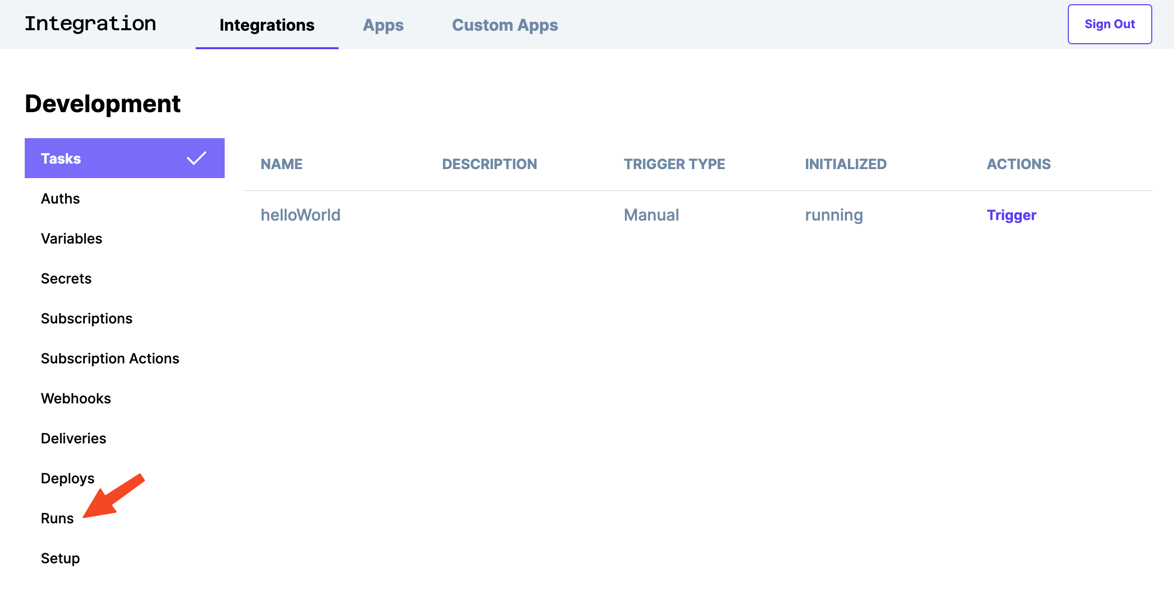 Integration Integrations Apps Custom Apps Sign Out
Development
Tasks
Auths
Variables
Secrets
Subscriptions
Subscription Actions
Webhooks
Deliveries
Deploys
Runs
Setup
NAME DESCRIPTION TRIGGER TYPE INITIALIZED ACTIONS
helloWorld Manual running Trigger